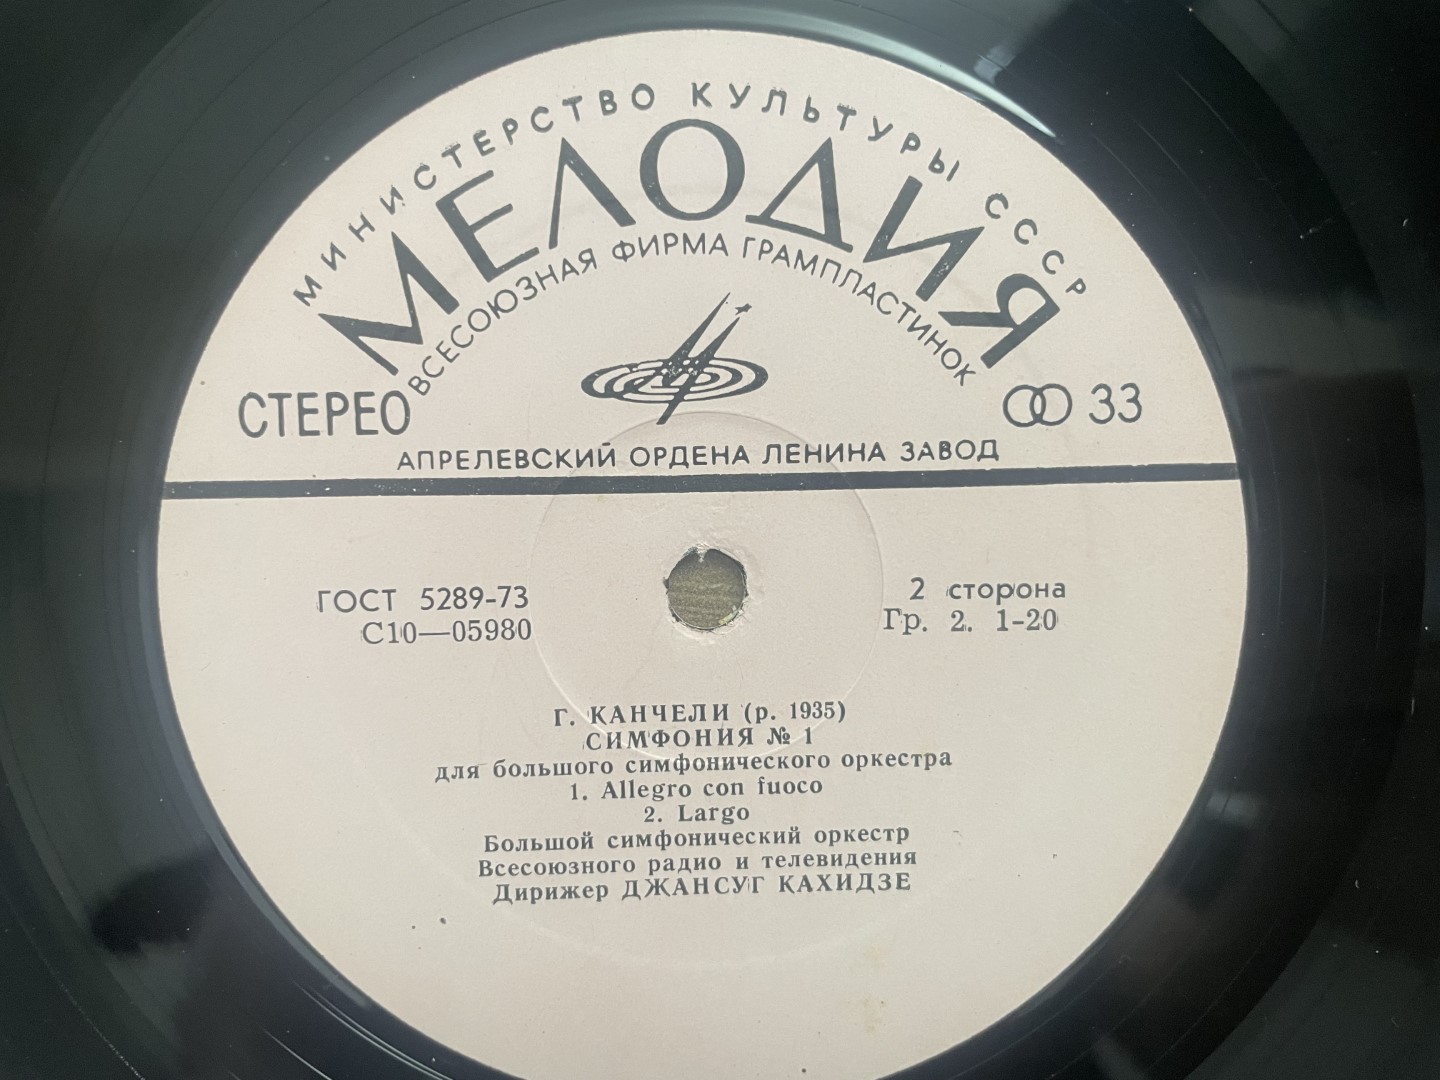 МИНИСТЕРСТВО КУЛЬТУРЫ СССР
МЕЛОДИЯ
ВСЕСОЮЗНАЯ ФИРМА ГРАМПЛАСТИНОК
СТЕРЕО
33
АПРЕЛЕВСКИЙ ОРДЕНА ЛЕНИНА ЗАВОД
ГОСТ 5289-73
С10—05980
2 сторона
Гр. 2. 1-20
Г. КАНЧЕЛИ (р. 1935)
СИМФОНИЯ № 1
для большого симфонического оркестра
1. Allegro con fuoco
2. Largo
Большой симфонический оркестр
Всесоюзного радио и телевидения
Дирижер ДЖАНСУГ КАХИДЗЕ